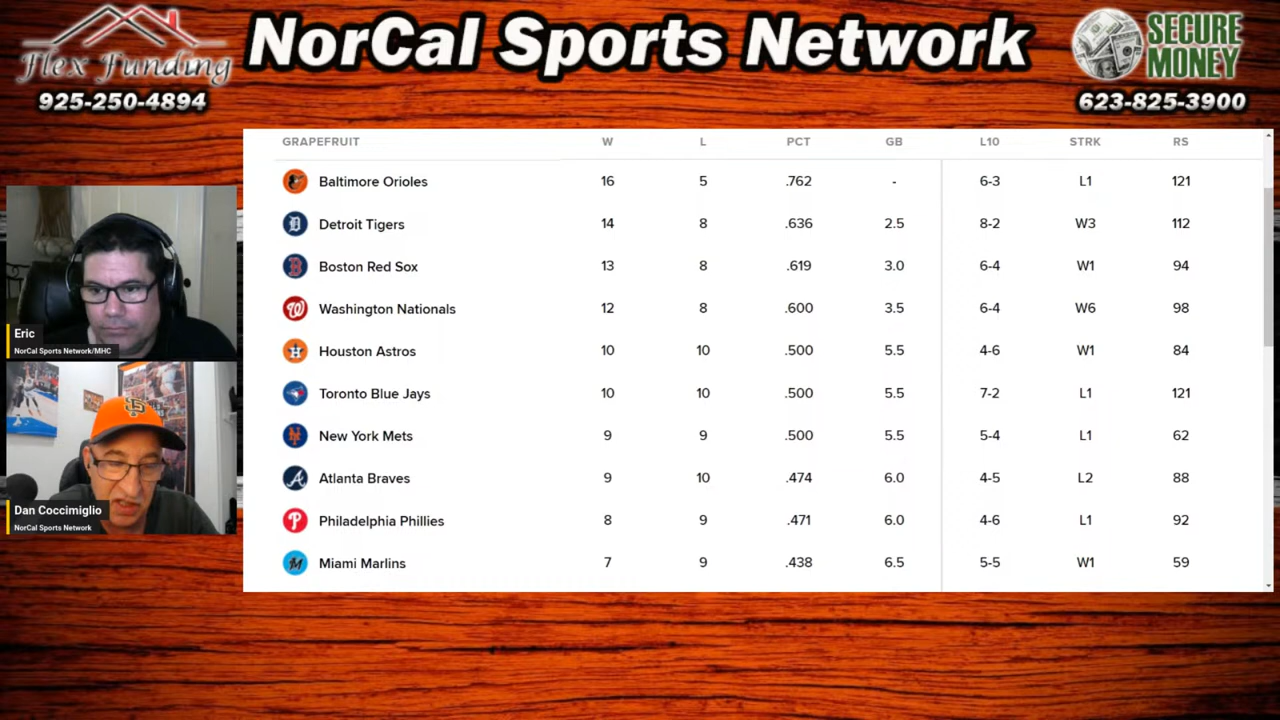 Flex Funding
925-250-4894
NorCal Sports Network
SECURE
MONEY
623-825-3900
GRAPEFRUIT W L PCT GB L10 STRK RS
Baltimore Orioles 16 5 .762 - 6-3 L1 121
Detroit Tigers 14 8 .636 2.5 8-2 W3 112
Boston Red Sox 13 8 .619 3.0 6-4 W1 94
Washington Nationals 12 8 .600 3.5 6-4 W6 98
Houston Astros 10 10 .500 5.5 4-6 W1 84
Toronto Blue Jays 10 10 .500 5.5 7-2 L1 121
New York Mets 9 9 .500 5.5 5-4 L1 62
Atlanta Braves 9 10 .474 6.0 4-5 L2 88
Philadelphia Phillies 8 9 .471 6.0 4-6 L1 92
Miami Marlins 7 9 .438 6.5 5-5 W1 59
Eric
NorCal Sports Network/MHC
Dan Coccimiglio
NorCal Sports Network